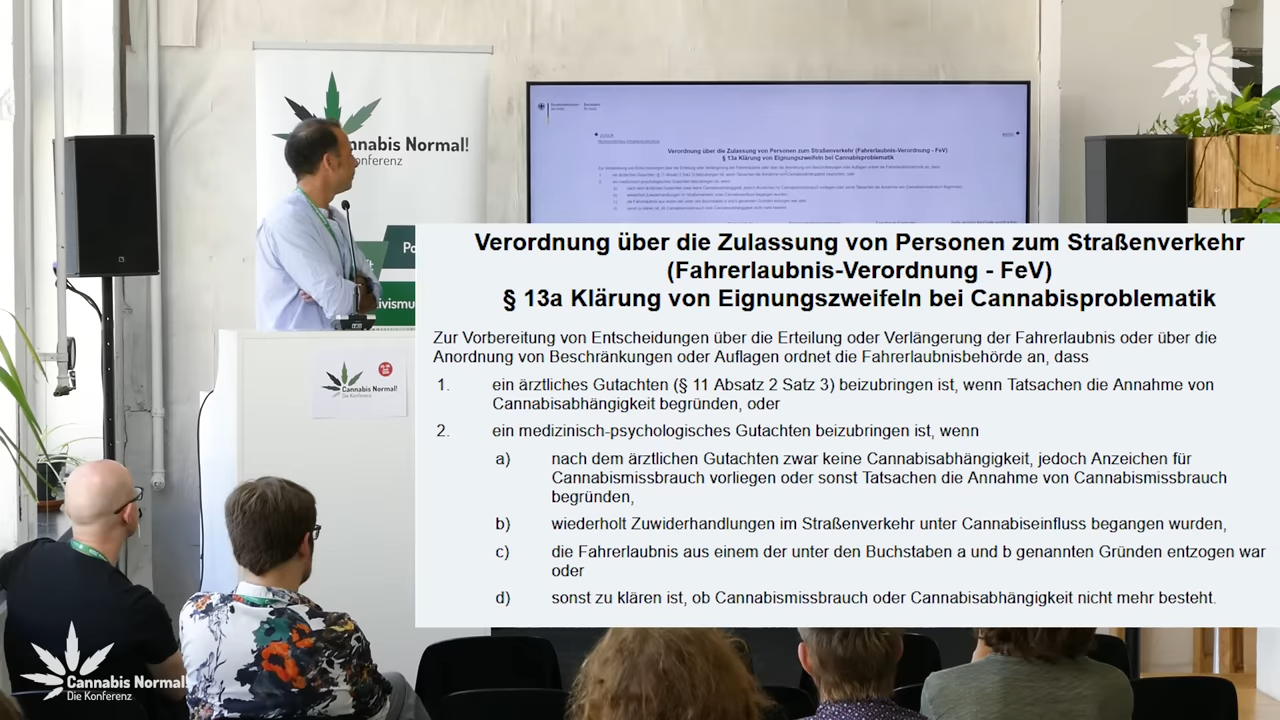 Cannabis Normal!
Die Konferenz
Verordnung über die Zulassung von Personen zum Straßenverkehr (Fahrerlaubnis-Verordnung - FeV)
§ 13a Klärung von Eignungszweifeln bei Cannabisproblematik
Verordnung über die Zulassung von Personen zum Straßenverkehr
(Fahrerlaubnis-Verordnung - FeV)
§ 13a Klärung von Eignungszweifeln bei Cannabisproblematik
Zur Vorbereitung von Entscheidungen über die Erteilung oder Verlängerung der Fahrerlaubnis oder über die
Anordnung von Beschränkungen oder Auflagen ordnet die Fahrerlaubnisbehörde an, dass
1. ein ärztliches Gutachten (§ 11 Absatz 2 Satz 3) beizubringen ist, wenn Tatsachen die Annahme von
Cannabisabhängigkeit begründen, oder
2. ein medizinisch-psychologisches Gutachten beizubringen ist, wenn
a) nach dem ärztlichen Gutachten zwar keine Cannabisabhängigkeit, jedoch Anzeichen für
Cannabismissbrauch vorliegen oder sonst Tatsachen die Annahme von Cannabismissbrauch
begründen,
b) wiederholt Zuwiderhandlungen im Straßenverkehr unter Cannabiseinfluss begangen wurden,
c) die Fahrerlaubnis aus einem der unter den Buchstaben a und b genannten Gründen entzogen war
oder
d) sonst zu klären ist, ob Cannabismissbrauch oder Cannabisabhängigkeit nicht mehr besteht.
Cannabis Normal!
Die Konferenz
Cannabis Normal!
Die Konferenz